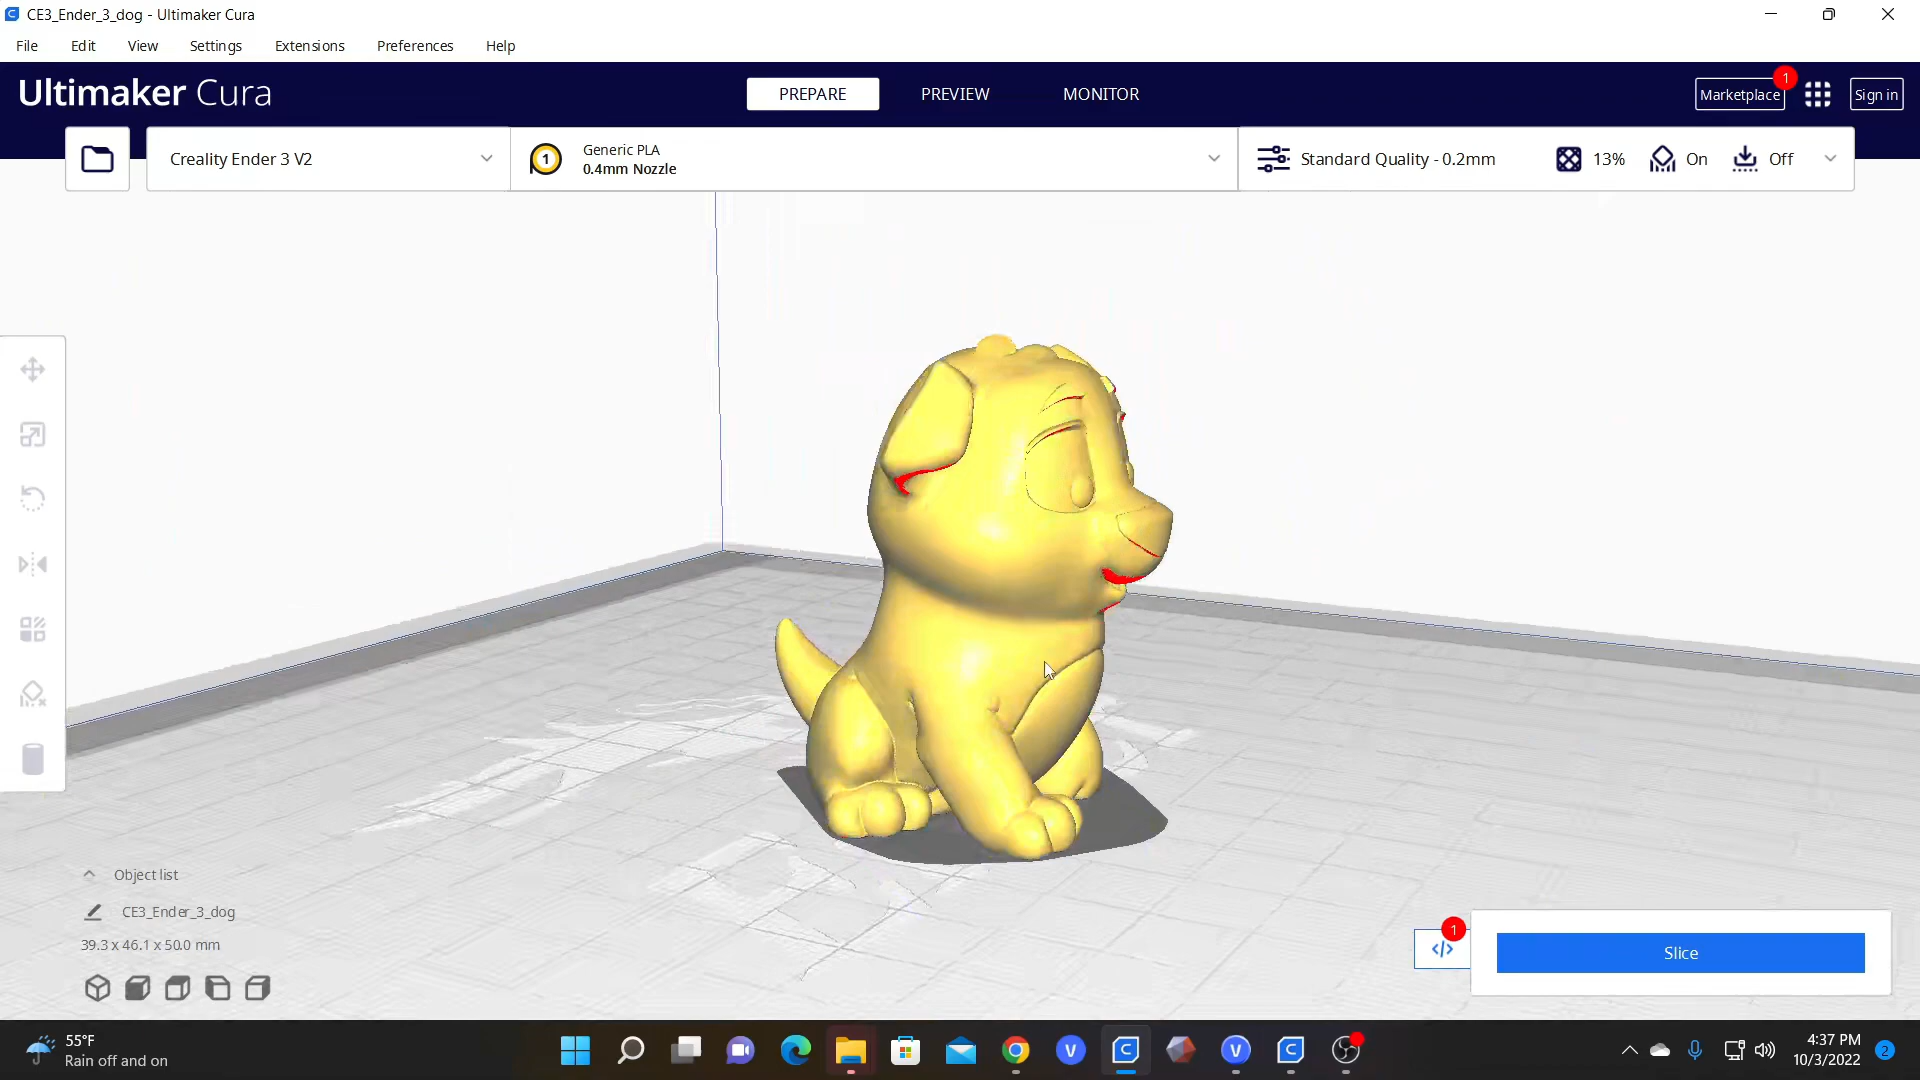 CE3_Ender_3_dog - Ultimaker Cura
File Edit View Settings Extensions Preferences Help
Ultimaker Cura
PREPARE PREVIEW MONITOR
Marketplace 1 Sign in
Creality Ender 3 V2
1 Generic PLA
0.4mm Nozzle
Standard Quality - 0.2mm 13% On Off
Object list
CE3_Ender_3_dog
39.3 x 46.1 x 50.0 mm
1
</>
Slice
55°F
Rain off and on
4:37 PM
10/3/2022
2